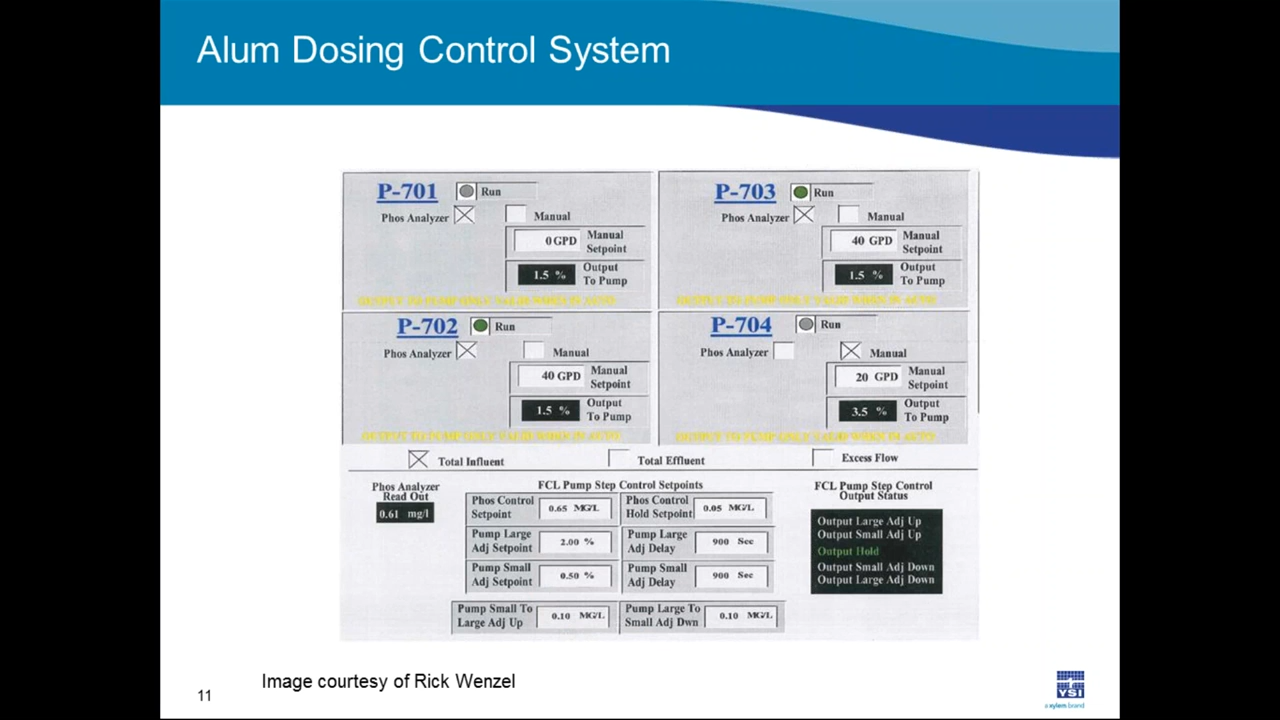 Alum Dosing Control System
P-701
Run
Phos Analyzer
Manual
0 GPD
Manual
Setpoint
1.5 %
Output
To Pump
P-703
Run
Phos Analyzer
Manual
40 GPD
Manual
Setpoint
1.5 %
Output
To Pump
P-702
Run
Phos Analyzer
Manual
40 GPD
Manual
Setpoint
1.5 %
Output
To Pump
P-704
Run
Phos Analyzer
Manual
20 GPD
Manual
Setpoint
3.5 %
Output
To Pump
Total Influent
Total Effluent
Excess Flow
Phos Analyzer
Read Out
0.61 mg/l
FCL Pump Step Control Setpoints
Phos Control
Setpoint
0.65 MG/L
Phos Control
Hold Setpoint
0.05 MG/L
Pump Large
Adj Setpoint
2.00 %
Pump Large
Adj Delay
900 Sec
Pump Small
Adj Setpoint
0.50 %
Pump Small
Adj Delay
900 Sec
Pump Small To
Large Adj Up
0.10 MG/L
Pump Large To
Small Adj Dwn
0.10 MG/L
FCL Pump Step Control
Output Status
Output Large Adj Up
Output Small Adj Up
Output Hold
Output Small Adj Down
Output Large Adj Down
Image courtesy of Rick Wenzel
11
YSI
a xylem brand